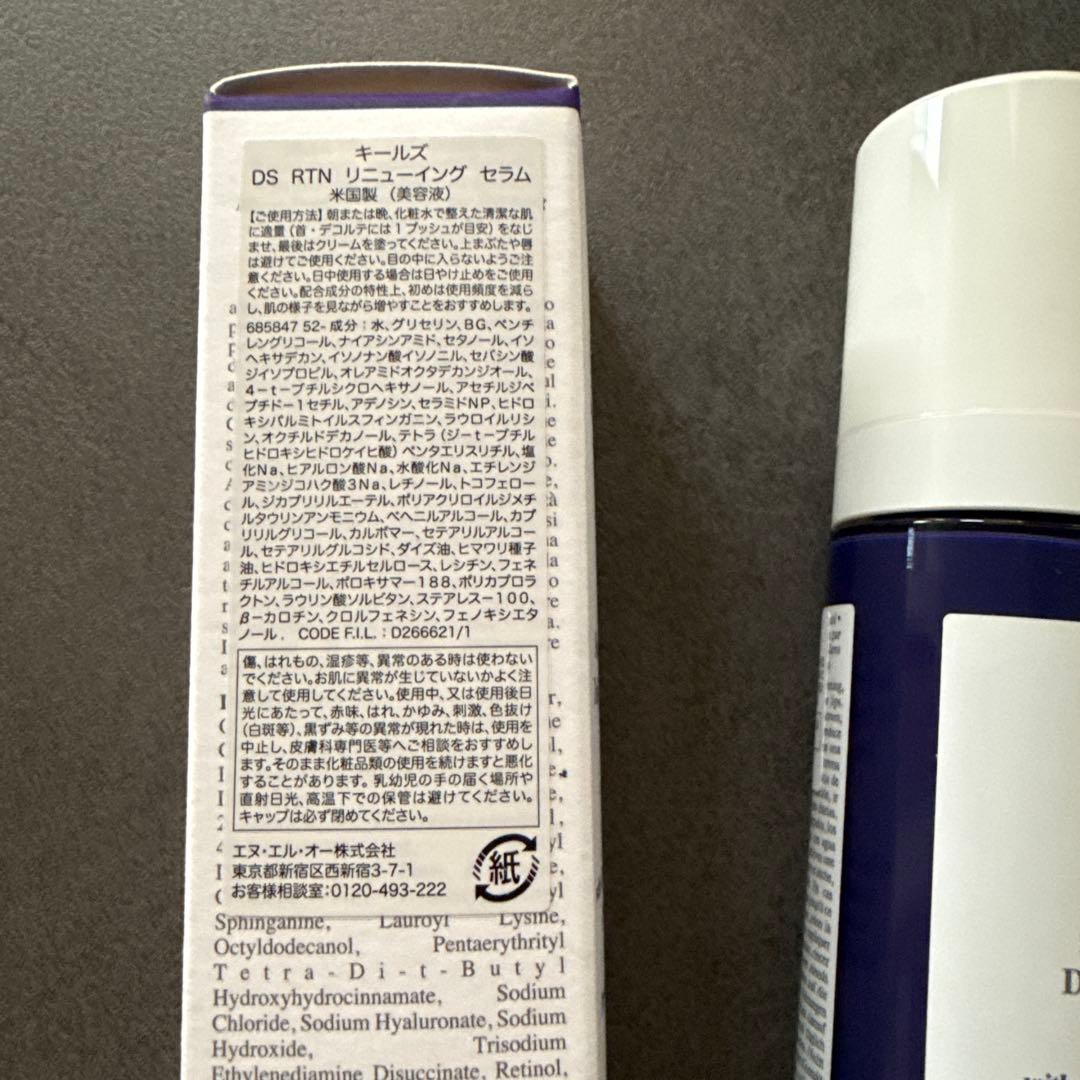 キールズ
DS RTN リニューイング セラム
米国製（美容液）
【ご使用方法】朝または晩、化粧水で整えた清潔な肌
に適量（首・デコルテには1プッシュが目安）をなじ
ませ、最後はクリームを塗ってください。上まぶたや唇
は避けてご使用ください。目の中に入らないようご注
意ください。日中使用する場合は日やけ止めをご使用
ください。配合成分の特性上、初めは使用頻度を減ら
し、肌の様子を見ながら増やすことをおすすめします。
685847 52-成分：水、グリセリン、BG、ペンチ
レングリコール、ナイアシンアミド、セタノール、イソ
ヘキサデカン、イソノナン酸イソノニル、セバシン酸
ジイソプロピル、オレアミドオクタデカンジオール、
4-t-ブチルシクロヘキサノール、アセチルジペ
プチド-1セチル、アデノシン、セラミドNP、ヒドロ
キシパルミトイルスフィンガニン、ラウロイルリシ
ン、オクチルドデカノール、テトラ（ジ-t-ブチル
ヒドロキシヒドロケイヒ酸）ペンタエリスリチル、塩
化Na、ヒアルロン酸Na、水酸化Na、エチレンジ
アミンジコハク酸3Na、レチノール、トコフェロー
ル、ジカプリリルエーテル、ポリアクリロイルジメチ
ルタウリンアンモニウム、ベヘニルアルコール、カプ
リリルグリコール、カルボマー、セテアリルアルコー
ル、セテアリルグルコシド、ダイズ油、ヒマワリ種子
油、ヒドロキシエチルセルロース、レシチン、フェネ
チルアルコール、ポロキサマー188、ポリカプロラ
クトン、ラウリン酸ソルビタン、ステアレス-100、
β-カロチン、クロルフェネシン、フェノキシエタ
ノール. CODE F.I.L. : D266621/1
傷、はれもの、湿疹等、異常のある時は使わない
でください。お肌に異常が生じていないかよく注
意して使用してください。使用中、又は使用後日
光にあたって、赤味、はれ、かゆみ、刺激、色抜け
（白斑等）、黒ずみ等の異常が現れた時は、使用を
中止し、皮膚科専門医等へご相談をおすすめしま
す。そのまま化粧品類の使用を続けますと悪化
することがあります。乳幼児の手の届く場所や
直射日光、高温下での保管は避けてください。
キャップは必ず閉めてください。
エヌ・エル・オー株式会社
東京都新宿区西新宿3-7-1
お客様相談室：0120-493-222
紙
Sphinganine, Lauroyl Lysine,
Octyldodecanol, Pentaerythrityl
Tetra-Di-t-Butyl
Hydroxyhydrocinnamate, Sodium
Chloride, Sodium Hyaluronate, Sodium
Hydroxide, Trisodium
Ethylenediamine Disuccinate, Retinol,